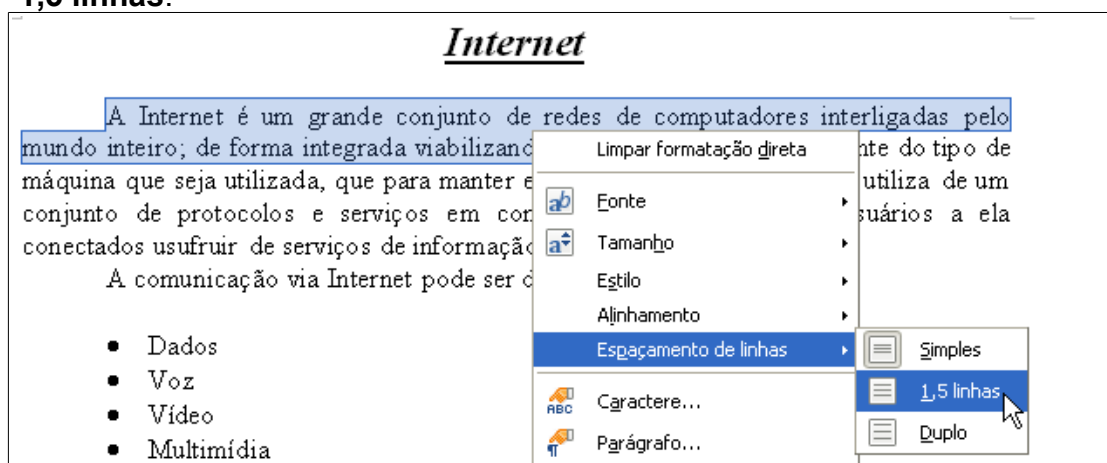 1,5 linhas.
Internet
A Internet é um grande conjunto de redes de computadores interligadas pelo
mundo inteiro; de forma integrada viabilizand
nte do tipo de
máquina que seja utilizada, que para manter e
utiliza de um
conjunto de protocolos e serviços em con
suários a ela
conectados usufruir de serviços de informação
A comunicação via Internet pode ser d
Dados
Voz
Vídeo
Multimídia
Limpar formatação direta
Fonte
Tamanho
Estilo
Alinhamento
Espaçamento de linhas
Caractere...
Parágrafo...
Simples
1,5 linhas
Duplo